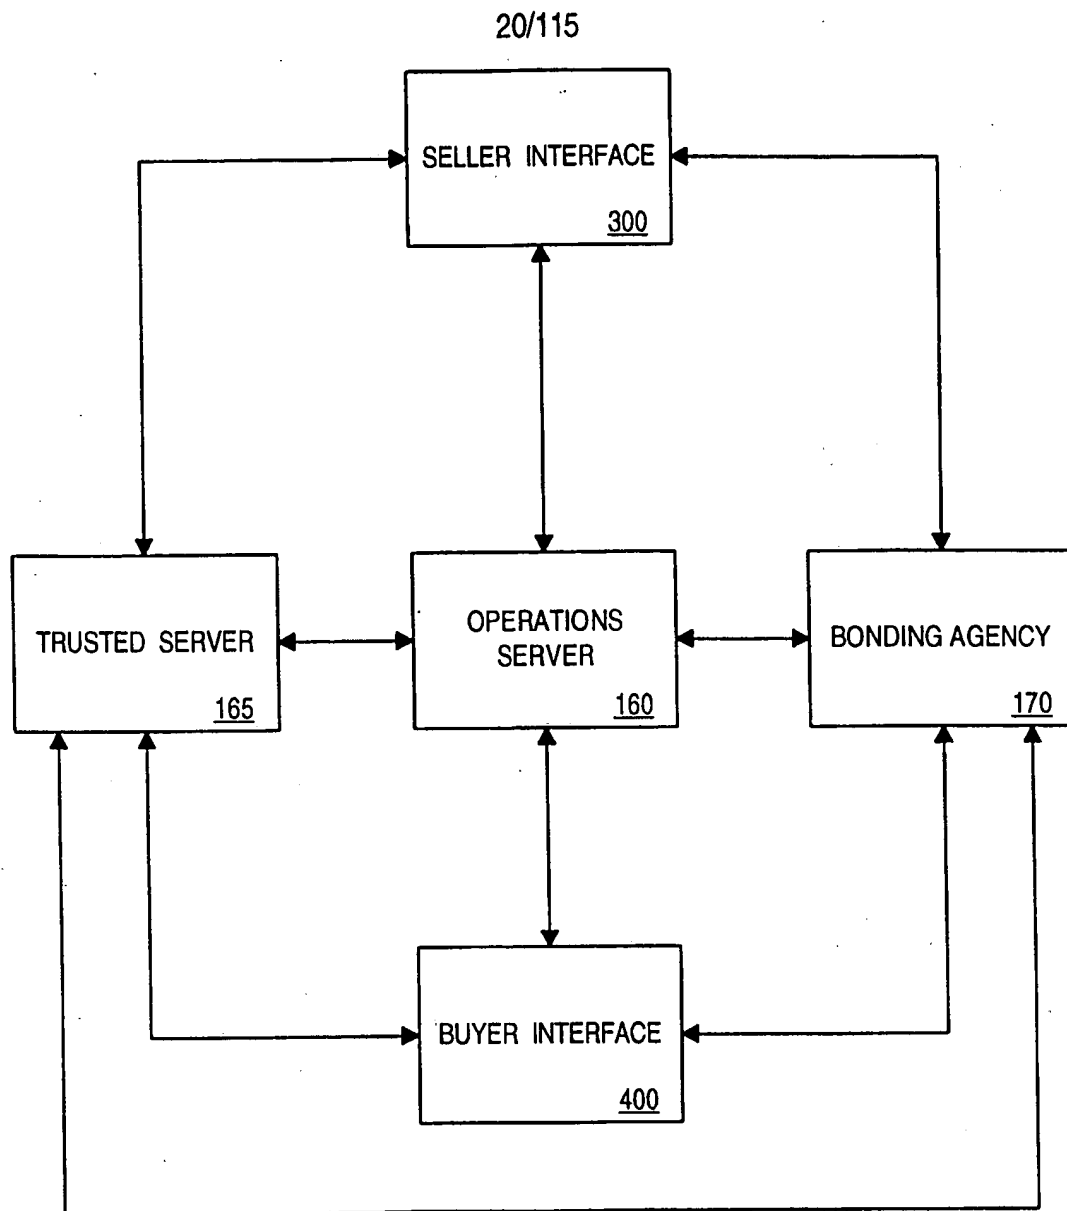 20/115
SELLER INTERFACE
300
TRUSTED SERVER
165
OPERATIONS
SERVER
160
BONDING AGENCY
170
BUYER INTERFACE
400